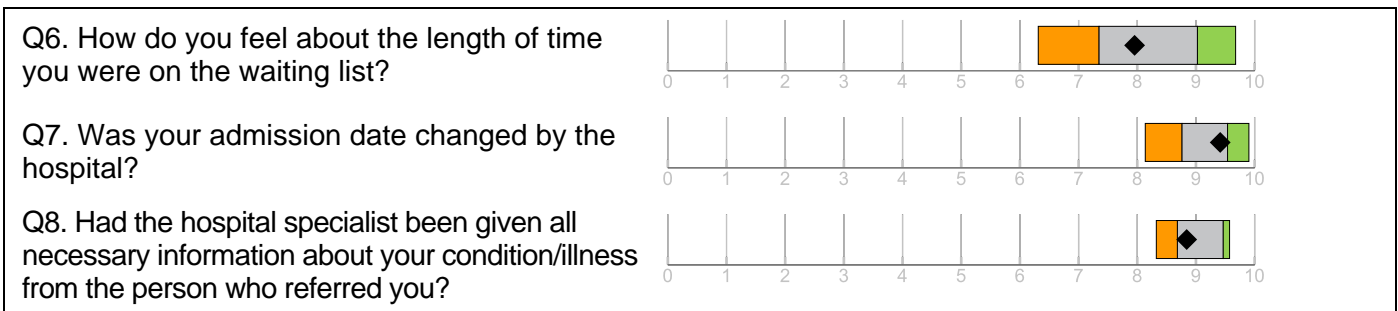 Q6. How do you feel about the length of time
you were on the waiting list?
0 1 2 3 4 5 6 7 8 9 10
Q7. Was your admission date changed by the
hospital?
0 1 2 3 4 5 6 7 8 9 10
Q8. Had the hospital specialist been given all
necessary information about your condition/illness
from the person who referred you?
0 1 2 3 4 5 6 7 8 9 10